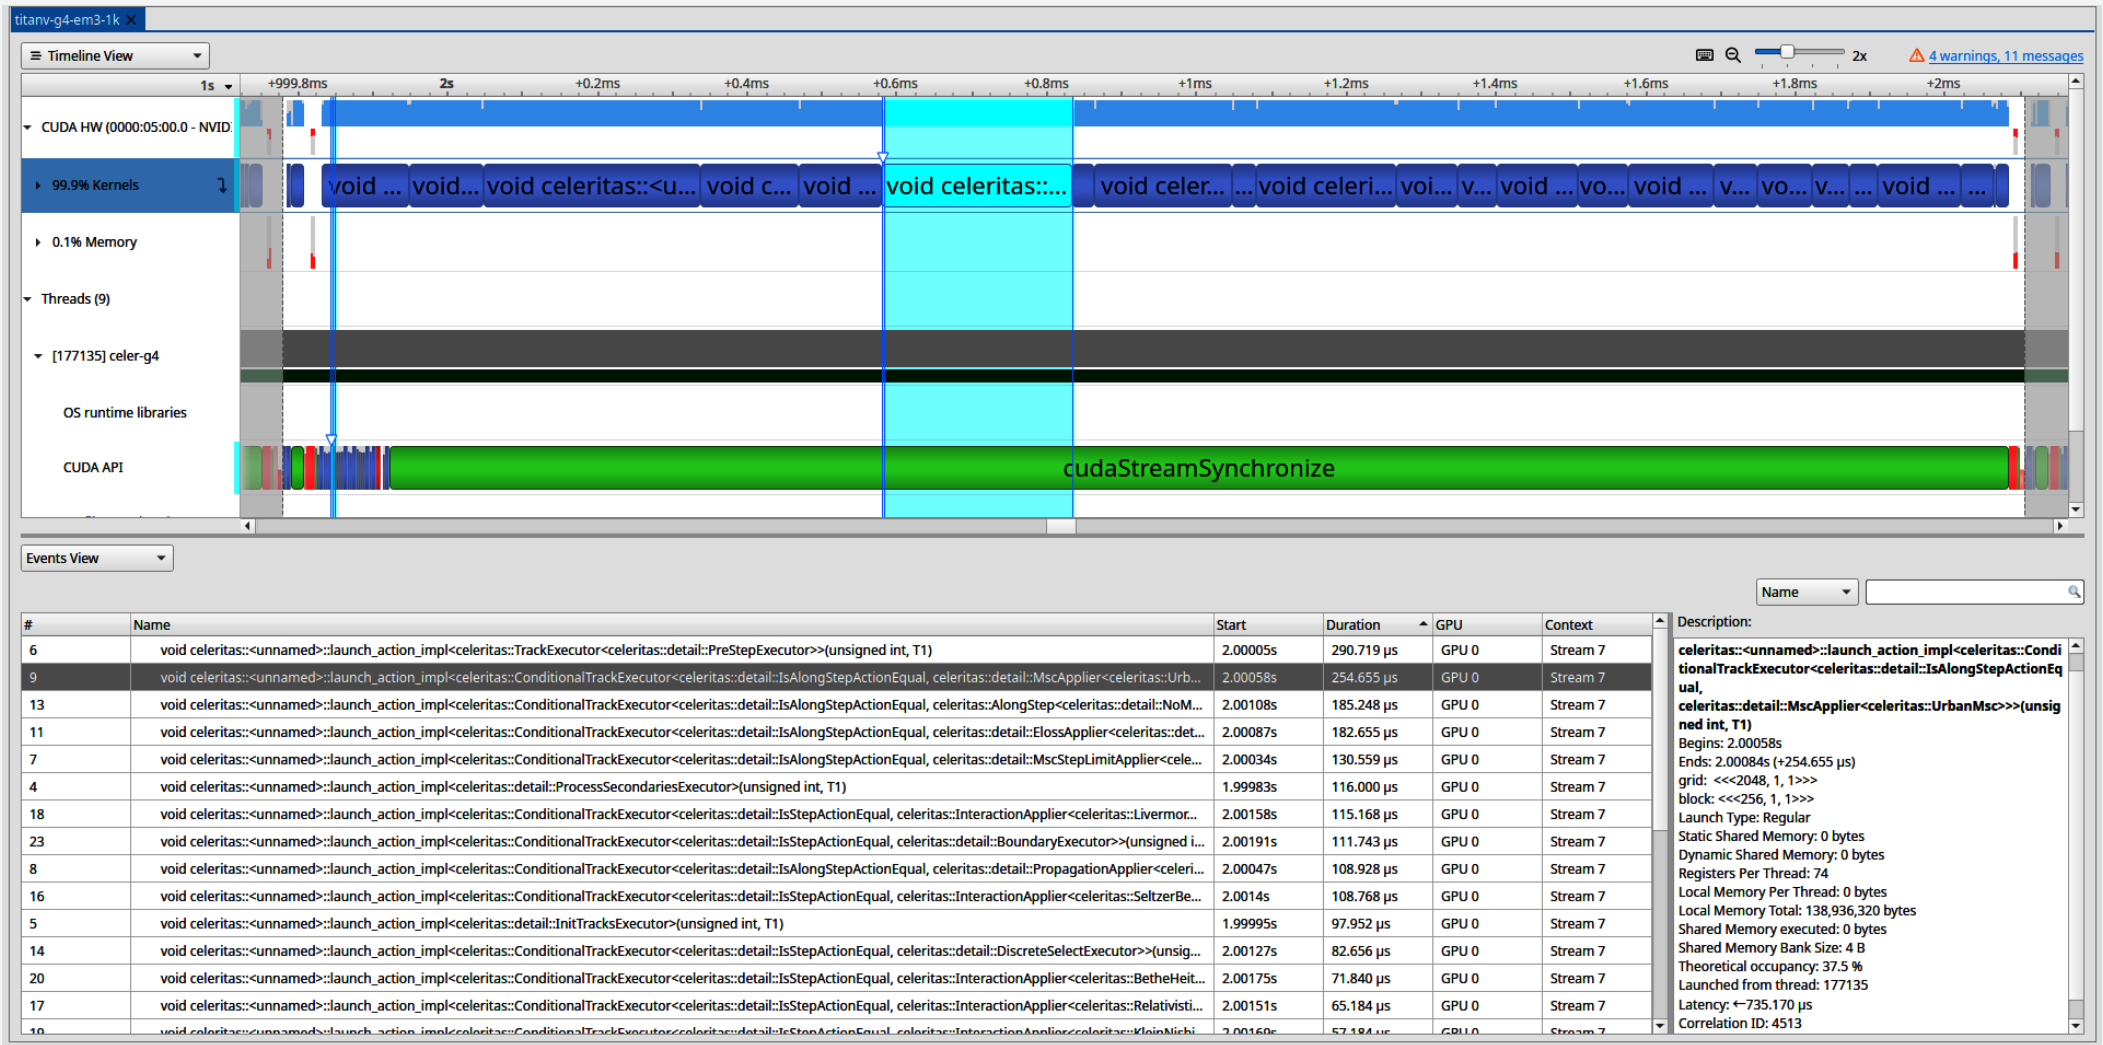 titanv-g4-em3-1k ×
Timeline View
2x
4 warnings, 11 messages
1s
+999.8ms 2s +0.2ms +0.4ms +0.6ms +0.8ms +1ms +1.2ms +1.4ms +1.6ms +1.8ms +2ms
CUDA HW (0000:05:00.0 - NVID
99.9% Kernels
void ... void... void celeritas::<u... void c... void ... void celeritas::... void celer... ... void celeri... voi... v... void ... vo... void ... v... vo... v... ... void ... ...
0.1% Memory
Threads (9)
[177135] celer-g4
OS runtime libraries
CUDA API
cudaStreamSynchronize
Events View
Name
# Name Start Duration GPU Context
6 void celeritas::<unnamed>::launch_action_impl<celeritas::TrackExecutor<celeritas::detail::PreStepExecutor>>(unsigned int, T1) 2.00005s 290.719 μs GPU 0 Stream 7
9 void celeritas::<unnamed>::launch_action_impl<celeritas::ConditionalTrackExecutor<celeritas::detail::IsAlongStepActionEqual, celeritas::detail::MscApplier<celeritas::Urb... 2.00058s 254.655 μs GPU 0 Stream 7
13 void celeritas::<unnamed>::launch_action_impl<celeritas::ConditionalTrackExecutor<celeritas::detail::IsAlongStepActionEqual, celeritas::AlongStep<celeritas::detail::NoM... 2.00108s 185.248 μs GPU 0 Stream 7
11 void celeritas::<unnamed>::launch_action_impl<celeritas::ConditionalTrackExecutor<celeritas::detail::IsAlongStepActionEqual, celeritas::detail::ElossApplier<celeritas::det... 2.00087s 182.655 μs GPU 0 Stream 7
7 void celeritas::<unnamed>::launch_action_impl<celeritas::ConditionalTrackExecutor<celeritas::detail::IsAlongStepActionEqual, celeritas::detail::MscStepLimitApplier<cele... 2.00034s 130.559 μs GPU 0 Stream 7
4 void celeritas::<unnamed>::launch_action_impl<celeritas::detail::ProcessSecondariesExecutor>(unsigned int, T1) 1.99983s 116.000 μs GPU 0 Stream 7
18 void celeritas::<unnamed>::launch_action_impl<celeritas::ConditionalTrackExecutor<celeritas::detail::IsStepActionEqual, celeritas::InteractionApplier<celeritas::Livermor... 2.00158s 115.168 μs GPU 0 Stream 7
23 void celeritas::<unnamed>::launch_action_impl<celeritas::ConditionalTrackExecutor<celeritas::detail::IsStepActionEqual, celeritas::detail::BoundaryExecutor>>(unsigned i... 2.00191s 111.743 μs GPU 0 Stream 7
8 void celeritas::<unnamed>::launch_action_impl<celeritas::ConditionalTrackExecutor<celeritas::detail::IsAlongStepActionEqual, celeritas::detail::PropagationApplier<celeri... 2.00047s 108.928 μs GPU 0 Stream 7
16 void celeritas::<unnamed>::launch_action_impl<celeritas::ConditionalTrackExecutor<celeritas::detail::IsStepActionEqual, celeritas::InteractionApplier<celeritas::SeltzerBe... 2.0014s 108.768 μs GPU 0 Stream 7
5 void celeritas::<unnamed>::launch_action_impl<celeritas::detail::InitTracksExecutor>(unsigned int, T1) 1.99995s 97.952 μs GPU 0 Stream 7
14 void celeritas::<unnamed>::launch_action_impl<celeritas::ConditionalTrackExecutor<celeritas::detail::IsStepActionEqual, celeritas::detail::DiscreteSelectExecutor>>(unsig... 2.00127s 82.656 μs GPU 0 Stream 7
20 void celeritas::<unnamed>::launch_action_impl<celeritas::ConditionalTrackExecutor<celeritas::detail::IsStepActionEqual, celeritas::InteractionApplier<celeritas::BetheHeit... 2.00175s 71.840 μs GPU 0 Stream 7
17 void celeritas::<unnamed>::launch_action_impl<celeritas::ConditionalTrackExecutor<celeritas::detail::IsStepActionEqual, celeritas::InteractionApplier<celeritas::Relativisti... 2.00151s 65.184 μs GPU 0 Stream 7
19 void celeritas::<unnamed>::launch_action_impl<celeritas::ConditionalTrackExecutor<celeritas::detail::IsStepActionEqual, celeritas::InteractionApplier<celeritas::KleinNishi... 2.00169s 57.184 μs GPU 0 Stream 7
Description:
celeritas::<unnamed>::launch_action_impl<celeritas::Condi
tionalTrackExecutor<celeritas::detail::IsAlongStepActionEq
ual,
celeritas::detail::MscApplier<celeritas::UrbanMsc>>>(unsig
ned int, T1)
Begins: 2.00058s
Ends: 2.00084s (+254.655 μs)
grid: <<<2048, 1, 1>>>
block: <<<256, 1, 1>>>
Launch Type: Regular
Static Shared Memory: 0 bytes
Dynamic Shared Memory: 0 bytes
Registers Per Thread: 74
Local Memory Per Thread: 0 bytes
Local Memory Total: 138,936,320 bytes
Shared Memory executed: 0 bytes
Shared Memory Bank Size: 4 B
Theoretical occupancy: 37.5 %
Launched from thread: 177135
Latency: ←735.170 μs
Correlation ID: 4513